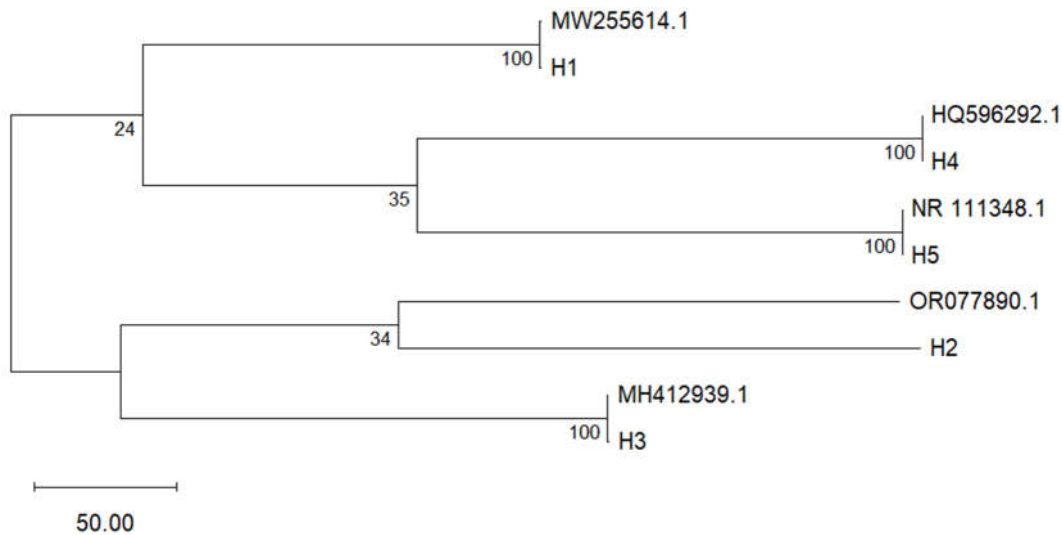 MW255614.1
100
H1
24
HQ596292.1
100
H4
35
NR 111348.1
100
H5
OR077890.1
34
H2
MH412939.1
100
H3
50.00